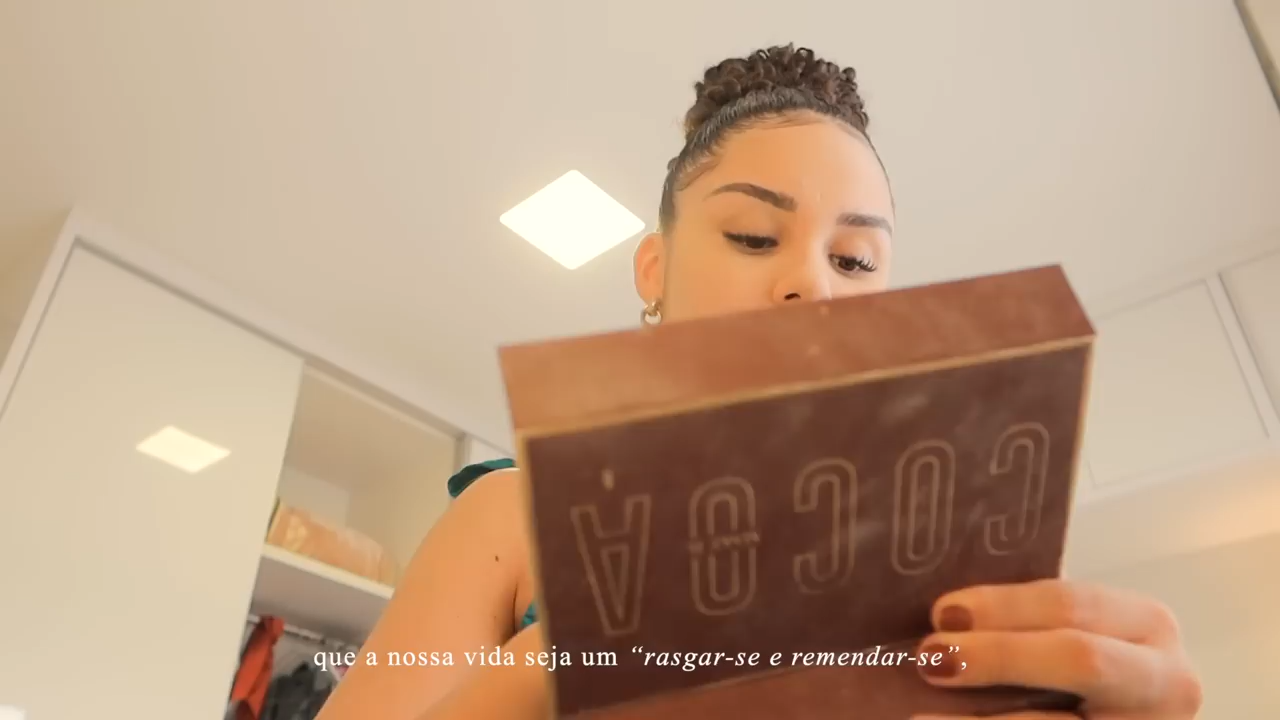 COCOA
que a nossa vida seja um “rasgar-se e remendar-se”,